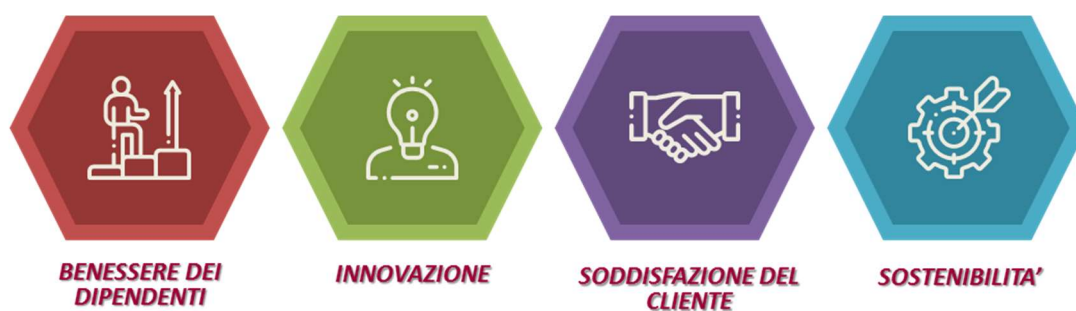 BENESSERE DEI
DIPENDENTI
INNOVAZIONE
SODDISFAZIONE DEL
CLIENTE
SOSTENIBILITA’